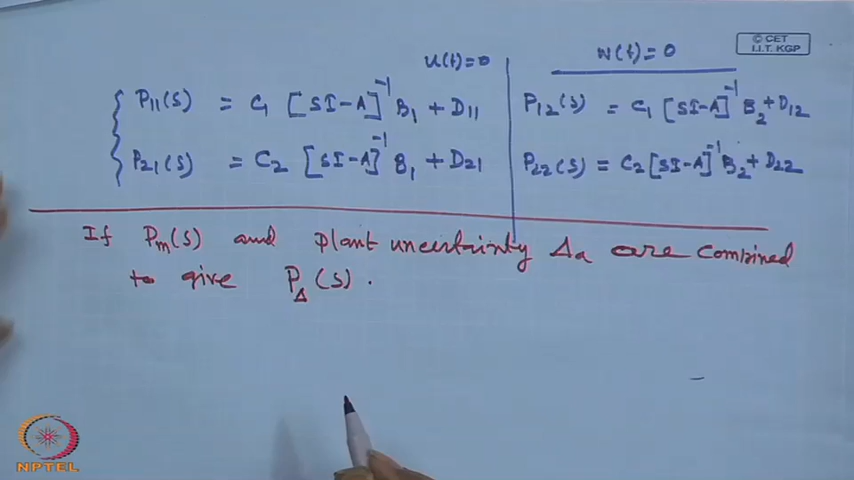 © CET
I.I.T. KGP
u(t)=0
w(t)=0
P11(s) = C1 [SI-A]^-1 B1 + D11
P12(s) = C1 [SI-A]^-1 B2 + D12
P21(s) = C2 [SI-A]^-1 B1 + D21
P22(s) = C2 [SI-A]^-1 B2 + D22
If Pm(s) and plant uncertainty Δa are combined
to give PΔ(s).
NPTEL